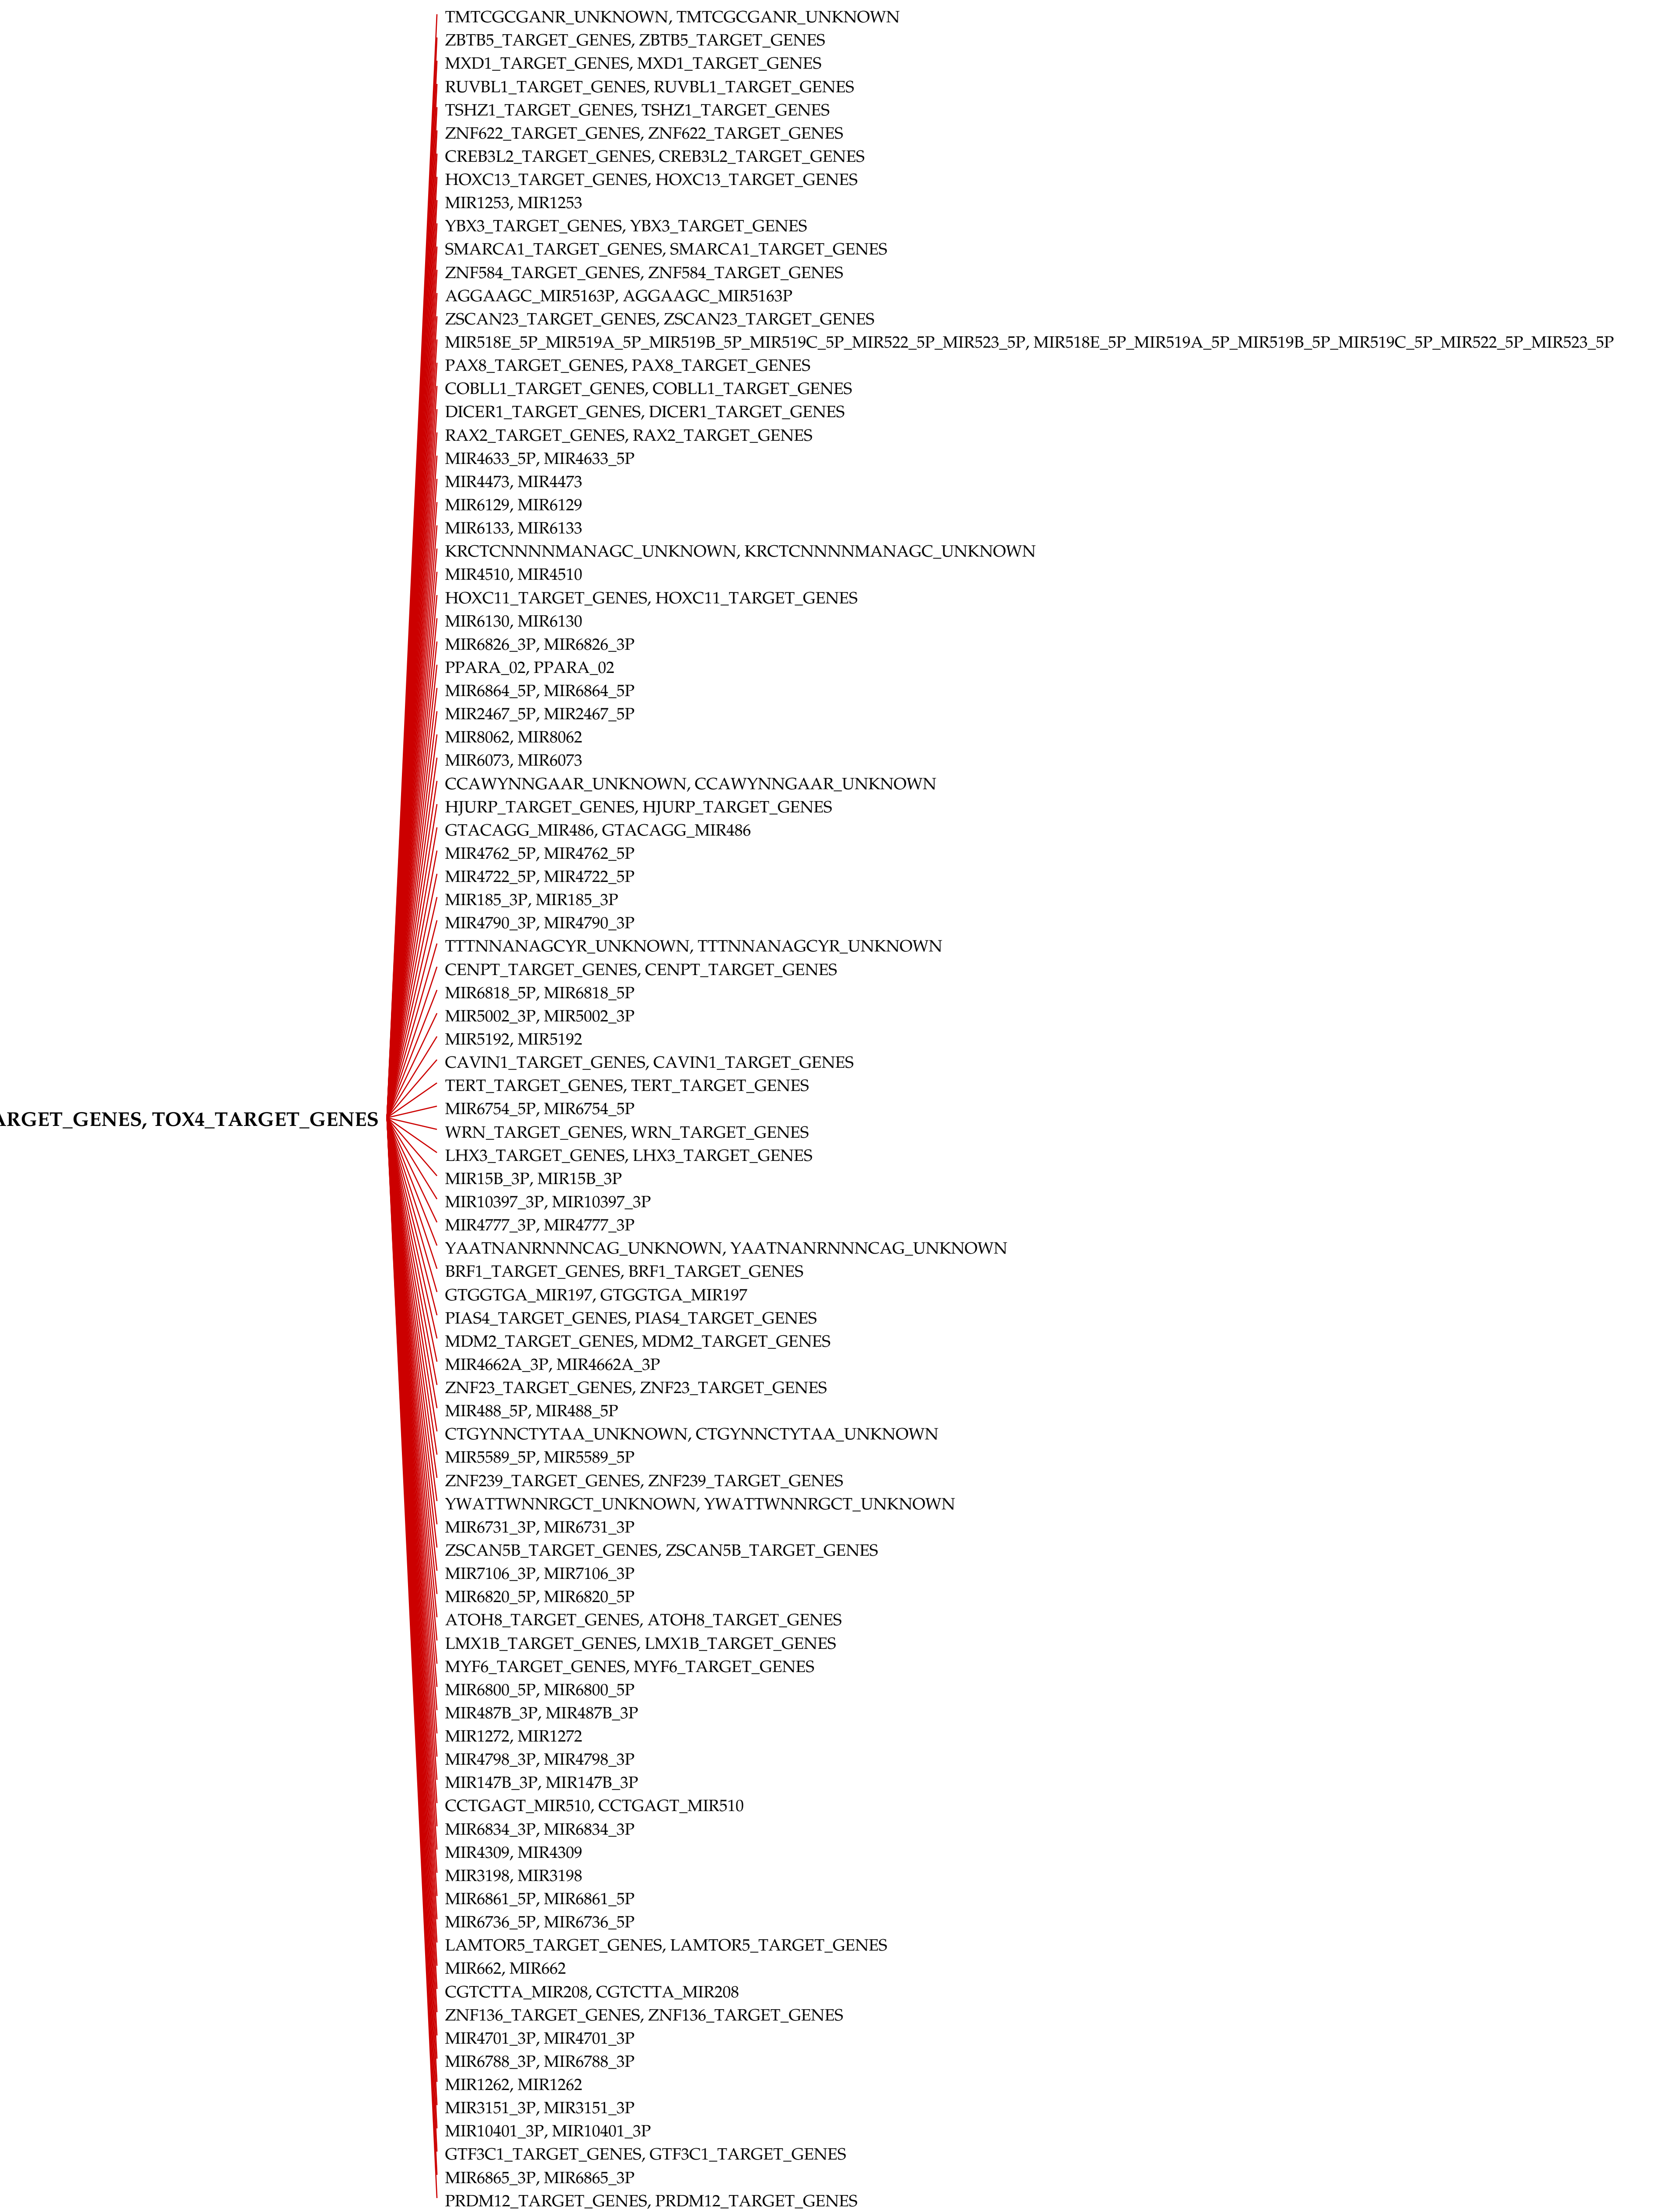 TMTCGCGANR_UNKNOWN, TMTCGCGANR_UNKNOWN
ZBTB5_TARGET_GENES, ZBTB5_TARGET_GENES
MXD1_TARGET_GENES, MXD1_TARGET_GENES
RUVBL1_TARGET_GENES, RUVBL1_TARGET_GENES
TSHZ1_TARGET_GENES, TSHZ1_TARGET_GENES
ZNF622_TARGET_GENES, ZNF622_TARGET_GENES
CREB3L2_TARGET_GENES, CREB3L2_TARGET_GENES
HOXC13_TARGET_GENES, HOXC13_TARGET_GENES
MIR1253, MIR1253
YBX3_TARGET_GENES, YBX3_TARGET_GENES
SMARCA1_TARGET_GENES, SMARCA1_TARGET_GENES
ZNF584_TARGET_GENES, ZNF584_TARGET_GENES
AGGAAGC_MIR5163P, AGGAAGC_MIR5163P
ZSCAN23_TARGET_GENES, ZSCAN23_TARGET_GENES
MIR518E_5P_MIR519A_5P_MIR519B_5P_MIR519C_5P_MIR522_5P_MIR523_5P, MIR518E_5P_MIR519A_5P_MIR519B_5P_MIR519C_5P_MIR522_5P_MIR523_5P
PAX8_TARGET_GENES, PAX8_TARGET_GENES
COBLL1_TARGET_GENES, COBLL1_TARGET_GENES
DICER1_TARGET_GENES, DICER1_TARGET_GENES
RAX2_TARGET_GENES, RAX2_TARGET_GENES
MIR4633_5P, MIR4633_5P
MIR4473, MIR4473
MIR6129, MIR6129
MIR6133, MIR6133
KRCTCNNNNMANAGC_UNKNOWN, KRCTCNNNNMANAGC_UNKNOWN
MIR4510, MIR4510
HOXC11_TARGET_GENES, HOXC11_TARGET_GENES
MIR6130, MIR6130
MIR6826_3P, MIR6826_3P
PPARA_02, PPARA_02
MIR6864_5P, MIR6864_5P
MIR2467_5P, MIR2467_5P
MIR8062, MIR8062
MIR6073, MIR6073
CCAWYNNGAAR_UNKNOWN, CCAWYNNGAAR_UNKNOWN
HJURP_TARGET_GENES, HJURP_TARGET_GENES
GTACAGG_MIR486, GTACAGG_MIR486
MIR4762_5P, MIR4762_5P
MIR4722_5P, MIR4722_5P
MIR185_3P, MIR185_3P
MIR4790_3P, MIR4790_3P
TTTNNANAGCYR_UNKNOWN, TTTNNANAGCYR_UNKNOWN
CENPT_TARGET_GENES, CENPT_TARGET_GENES
MIR6818_5P, MIR6818_5P
MIR5002_3P, MIR5002_3P
MIR5192, MIR5192
CAVIN1_TARGET_GENES, CAVIN1_TARGET_GENES
TERT_TARGET_GENES, TERT_TARGET_GENES
MIR6754_5P, MIR6754_5P
ARGET_GENES, TOX4_TARGET_GENES
WRN_TARGET_GENES, WRN_TARGET_GENES
LHX3_TARGET_GENES, LHX3_TARGET_GENES
MIR15B_3P, MIR15B_3P
MIR10397_3P, MIR10397_3P
MIR4777_3P, MIR4777_3P
YAATNANRNNNCAG_UNKNOWN, YAATNANRNNNCAG_UNKNOWN
BRF1_TARGET_GENES, BRF1_TARGET_GENES
GTGGTGA_MIR197, GTGGTGA_MIR197
PIAS4_TARGET_GENES, PIAS4_TARGET_GENES
MDM2_TARGET_GENES, MDM2_TARGET_GENES
MIR4662A_3P, MIR4662A_3P
ZNF23_TARGET_GENES, ZNF23_TARGET_GENES
MIR488_5P, MIR488_5P
CTGYNNCTYTAA_UNKNOWN, CTGYNNCTYTAA_UNKNOWN
MIR5589_5P, MIR5589_5P
ZNF239_TARGET_GENES, ZNF239_TARGET_GENES
YWATTWNNRGCT_UNKNOWN, YWATTWNNRGCT_UNKNOWN
MIR6731_3P, MIR6731_3P
ZSCAN5B_TARGET_GENES, ZSCAN5B_TARGET_GENES
MIR7106_3P, MIR7106_3P
MIR6820_5P, MIR6820_5P
ATOH8_TARGET_GENES, ATOH8_TARGET_GENES
LMX1B_TARGET_GENES, LMX1B_TARGET_GENES
MYF6_TARGET_GENES, MYF6_TARGET_GENES
MIR6800_5P, MIR6800_5P
MIR487B_3P, MIR487B_3P
MIR1272, MIR1272
MIR4798_3P, MIR4798_3P
MIR147B_3P, MIR147B_3P
CCTGAGT_MIR510, CCTGAGT_MIR510
MIR6834_3P, MIR6834_3P
MIR4309, MIR4309
MIR3198, MIR3198
MIR6861_5P, MIR6861_5P
MIR6736_5P, MIR6736_5P
LAMTOR5_TARGET_GENES, LAMTOR5_TARGET_GENES
MIR662, MIR662
CGTCTTA_MIR208, CGTCTTA_MIR208
ZNF136_TARGET_GENES, ZNF136_TARGET_GENES
MIR4701_3P, MIR4701_3P
MIR6788_3P, MIR6788_3P
MIR1262, MIR1262
MIR3151_3P, MIR3151_3P
MIR10401_3P, MIR10401_3P
GTF3C1_TARGET_GENES, GTF3C1_TARGET_GENES
MIR6865_3P, MIR6865_3P
PRDM12_TARGET_GENES, PRDM12_TARGET_GENES